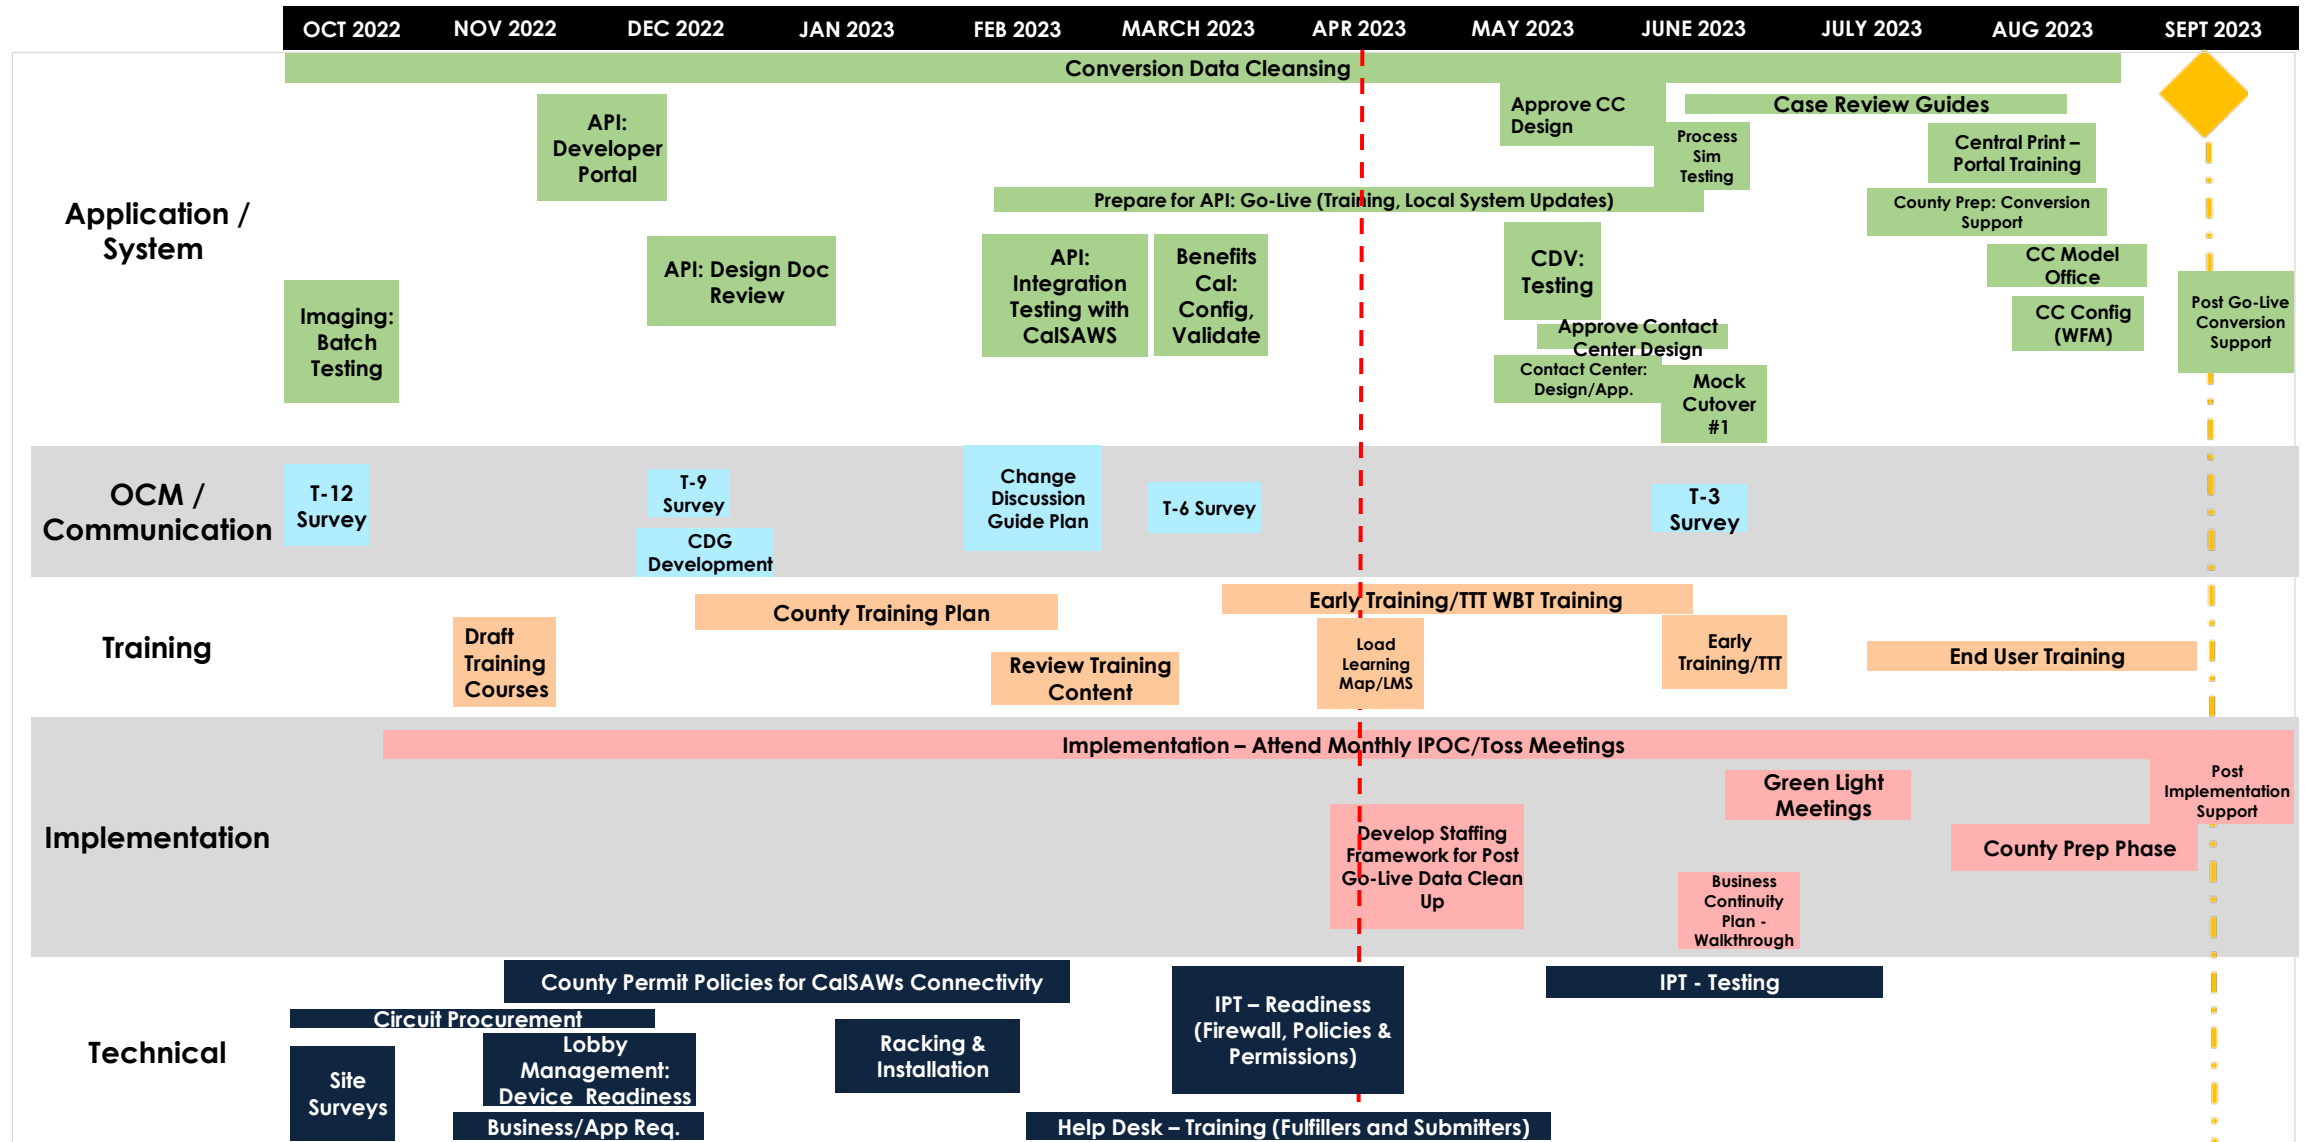 OCT 2022 NOV 2022 DEC 2022 JAN 2023 FEB 2023 MARCH 2023 APR 2023 MAY 2023 JUNE 2023 JULY 2023 AUG 2023 SEPT 2023
Application /
System
Conversion Data Cleansing
API:
Developer
Portal
Approve CC
Design
Case Review Guides
Process
Sim
Testing
Central Print –
Portal Training
Prepare for API: Go-Live (Training, Local System Updates)
County Prep: Conversion
Support
Imaging:
Batch
Testing
API: Design Doc
Review
API:
Integration
Testing with
CalSAWS
Benefits
Cal:
Config,
Validate
CDV:
Testing
Approve Contact
Center Design
Contact Center:
Design/App.
Mock
Cutover
#1
CC Model
Office
CC Config
(WFM)
Post Go-Live
Conversion
Support
OCM /
Communication
T-12
Survey
T-9
Survey
CDG
Development
Change
Discussion
Guide Plan
T-6 Survey
T-3
Survey
Training
Draft
Training
Courses
County Training Plan
Review Training
Content
Early Training/TTT WBT Training
Load
Learning
Map/LMS
Early
Training/TTT
End User Training
Implementation
Implementation – Attend Monthly IPOC/Toss Meetings
Develop Staffing
Framework for Post
Go-Live Data Clean
Up
Green Light
Meetings
Business
Continuity
Plan -
Walkthrough
Post
Implementation
Support
County Prep Phase
Technical
County Permit Policies for CalSAWs Connectivity
Circuit Procurement
Site
Surveys
Lobby
Management:
Device Readiness
Business/App Req.
Racking &
Installation
IPT – Readiness
(Firewall, Policies &
Permissions)
Help Desk – Training (Fulfillers and Submitters)
IPT - Testing